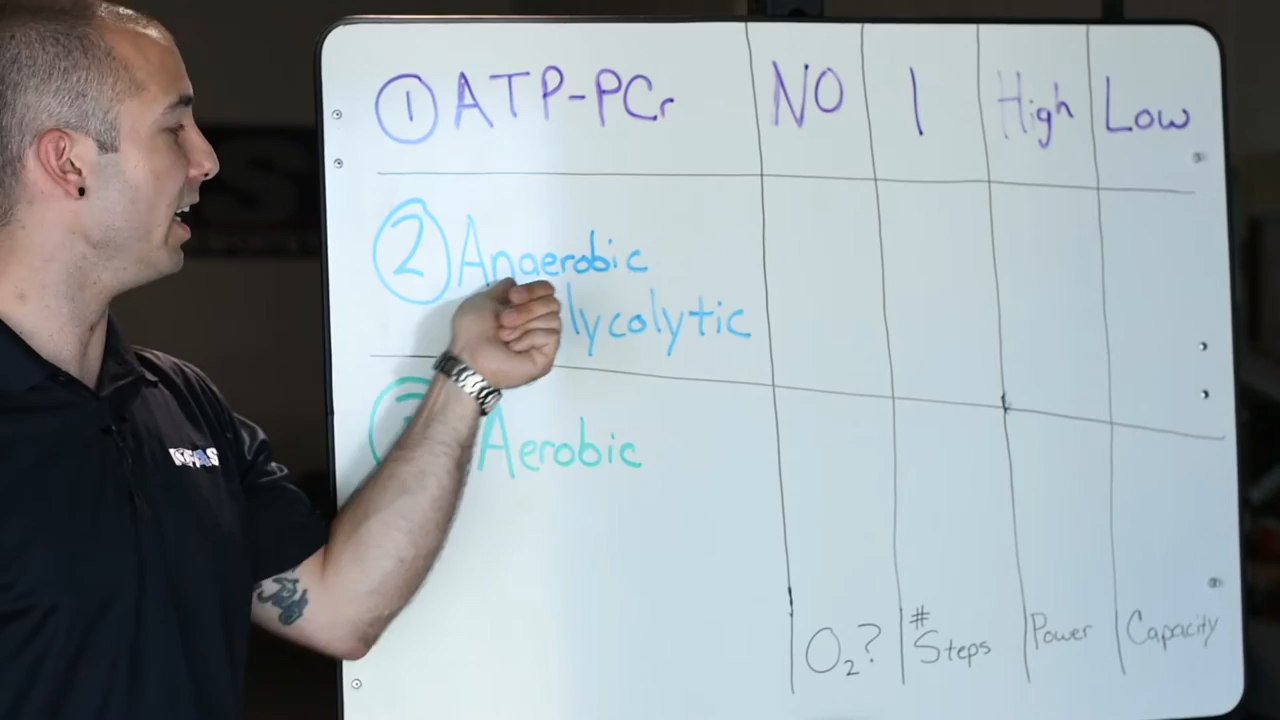 ① ATP-PCr NO 1 High Low
② Anaerobic
lycolytic
Aerobic
O₂? # Steps Power Capacity